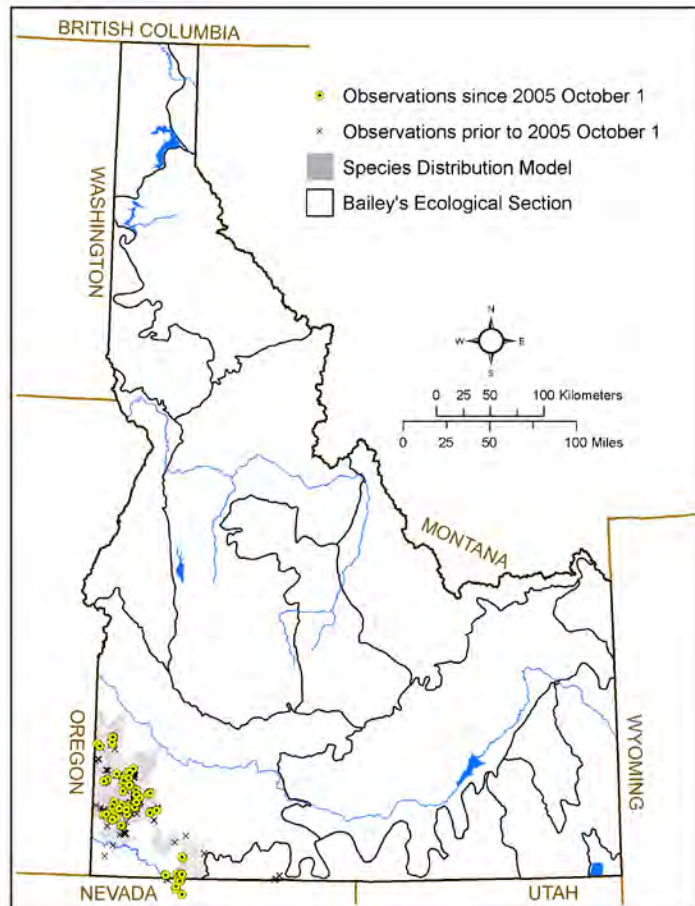 BRITISH COLUMBIA
Observations since 2005 October 1
Observations prior to 2005 October 1
Species Distribution Model
Bailey's Ecological Section
WASHINGTON
N
W E
S
0 25 50 100 Kilometers
0 25 50 100 Miles
MONTANA
OREGON
WYOMING
NEVADA
UTAH